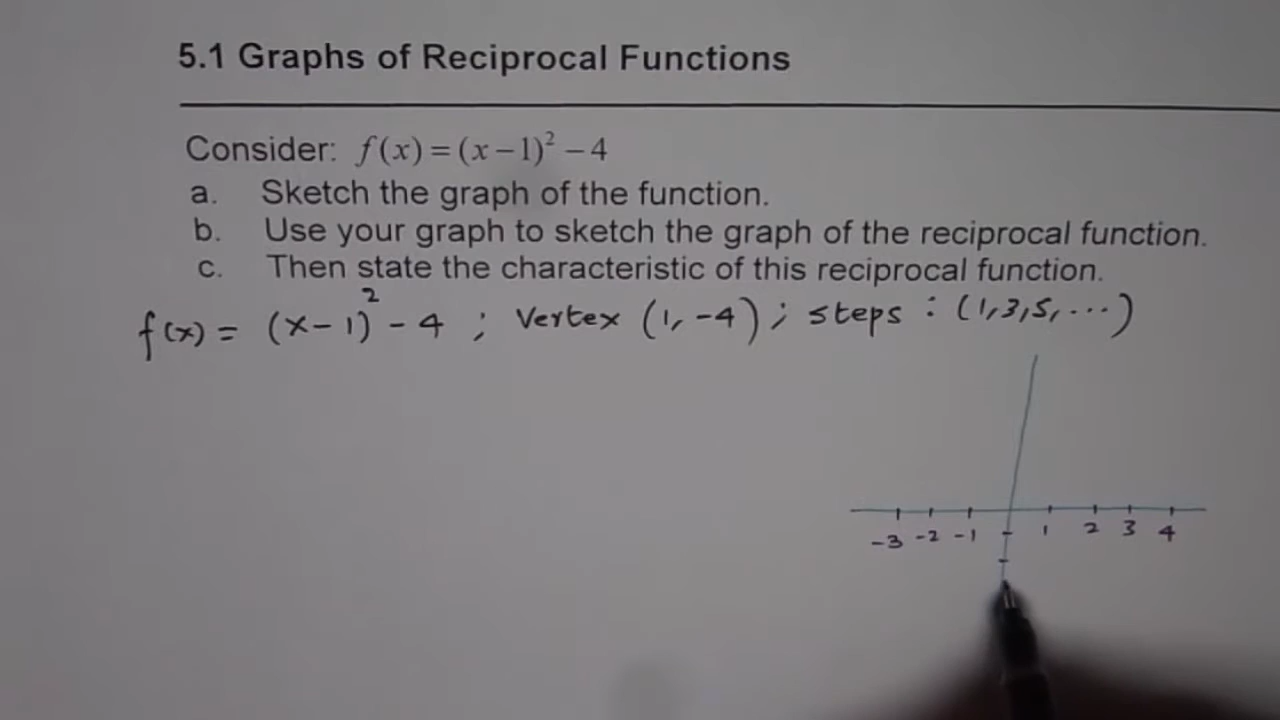 5.1 Graphs of Reciprocal Functions
Consider: f(x) = (x−1)² − 4
a. Sketch the graph of the function.
b. Use your graph to sketch the graph of the reciprocal function.
c. Then state the characteristic of this reciprocal function.
f(x) = (x−1)² − 4 ; Vertex (1, −4) ; steps : (1,3,5, ...)
-3 -2 -1 1 2 3 4